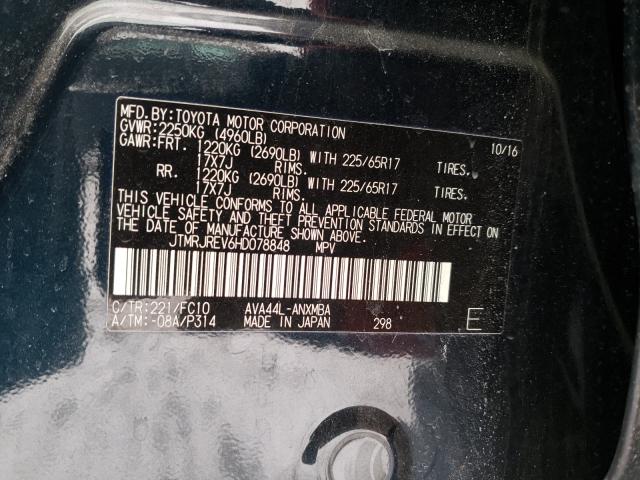 MFD.BY:TOYOTA MOTOR CORPORATION 10/16
GVWR:2250KG (4960LB)
GAWR:FRT. 1220KG (2690LB) WITH 225/65R17 TIRES.
17X7J RIMS.
RR. 1220KG (2690LB) WITH 225/65R17 TIRES.
17X7J RIMS.
THIS VEHICLE CONFORMS TO ALL APPLICABLE FEDERAL MOTOR
VEHICLE SAFETY AND THEFT PREVENTION STANDARDS IN EFFECT ON
THE DATE OF MANUFACTURE SHOWN ABOVE.
JTMRJREV6HD078848 MPV
C/TR:221/FC10 AVA44L-ANXMBA
A/TM:-08A/P314 MADE IN JAPAN 298 E